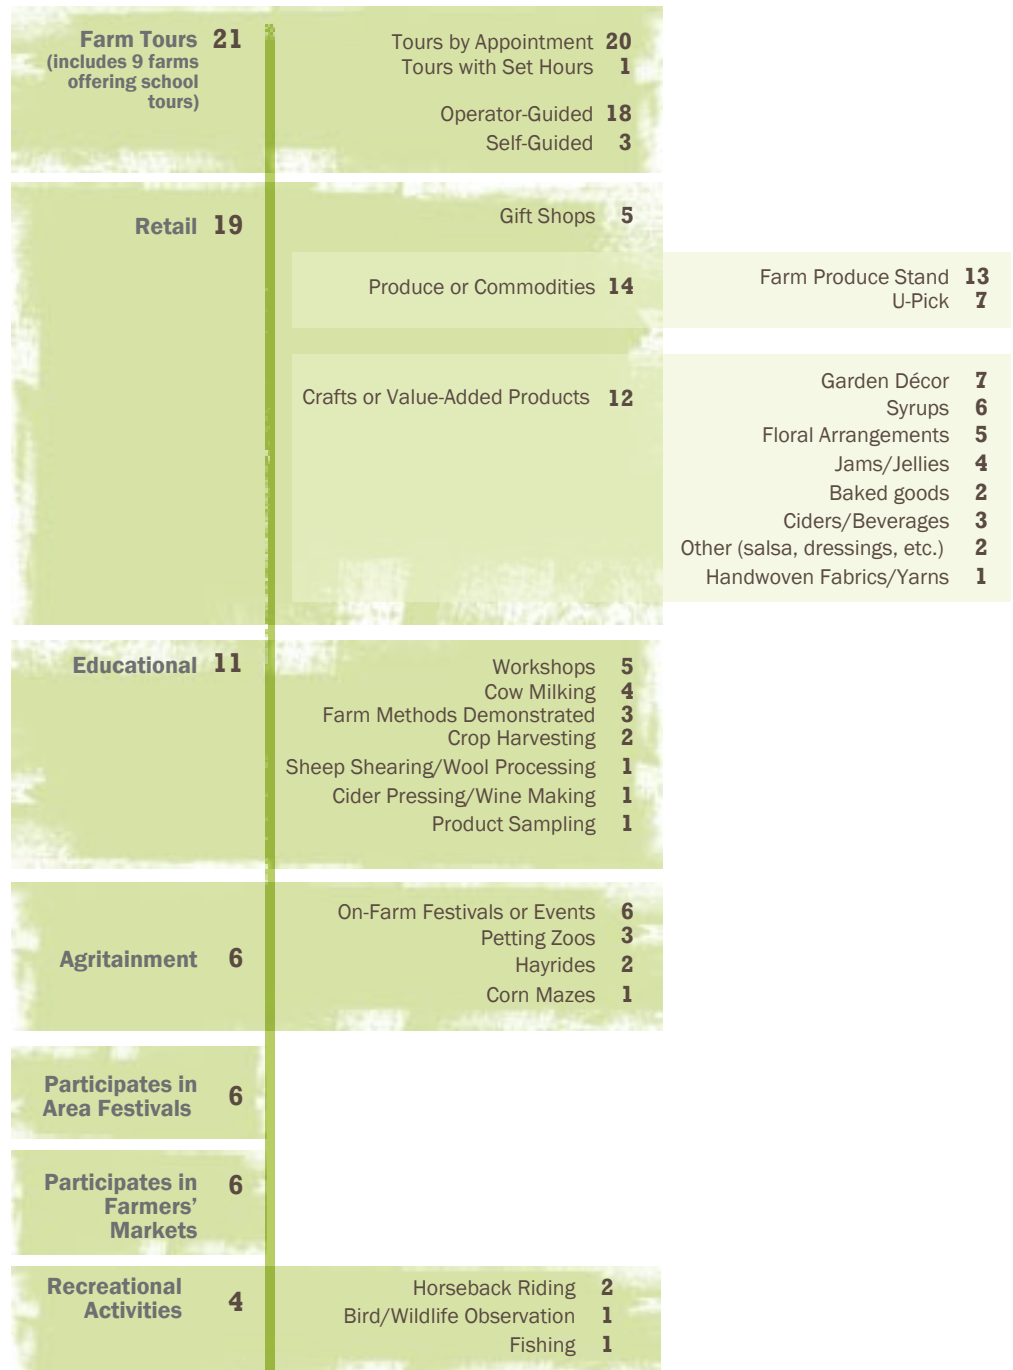 Farm Tours 21
(includes 9 farms
offering school
tours)
Tours by Appointment 20
Tours with Set Hours 1
Operator-Guided 18
Self-Guided 3
Retail 19
Gift Shops 5
Produce or Commodities 14
Farm Produce Stand 13
U-Pick 7
Crafts or Value-Added Products 12
Garden Décor 7
Syrups 6
Floral Arrangements 5
Jams/Jellies 4
Baked goods 2
Ciders/Beverages 3
Other (salsa, dressings, etc.) 2
Handwoven Fabrics/Yarns 1
Educational 11
Workshops 5
Cow Milking 4
Farm Methods Demonstrated 3
Crop Harvesting 2
Sheep Shearing/Wool Processing 1
Cider Pressing/Wine Making 1
Product Sampling 1
Agritainment 6
On-Farm Festivals or Events 6
Petting Zoos 3
Hayrides 2
Corn Mazes 1
Participates in
Area Festivals 6
Participates in 6
Farmers’
Markets
Recreational
Activities 4
Horseback Riding 2
Bird/Wildlife Observation 1
Fishing 1